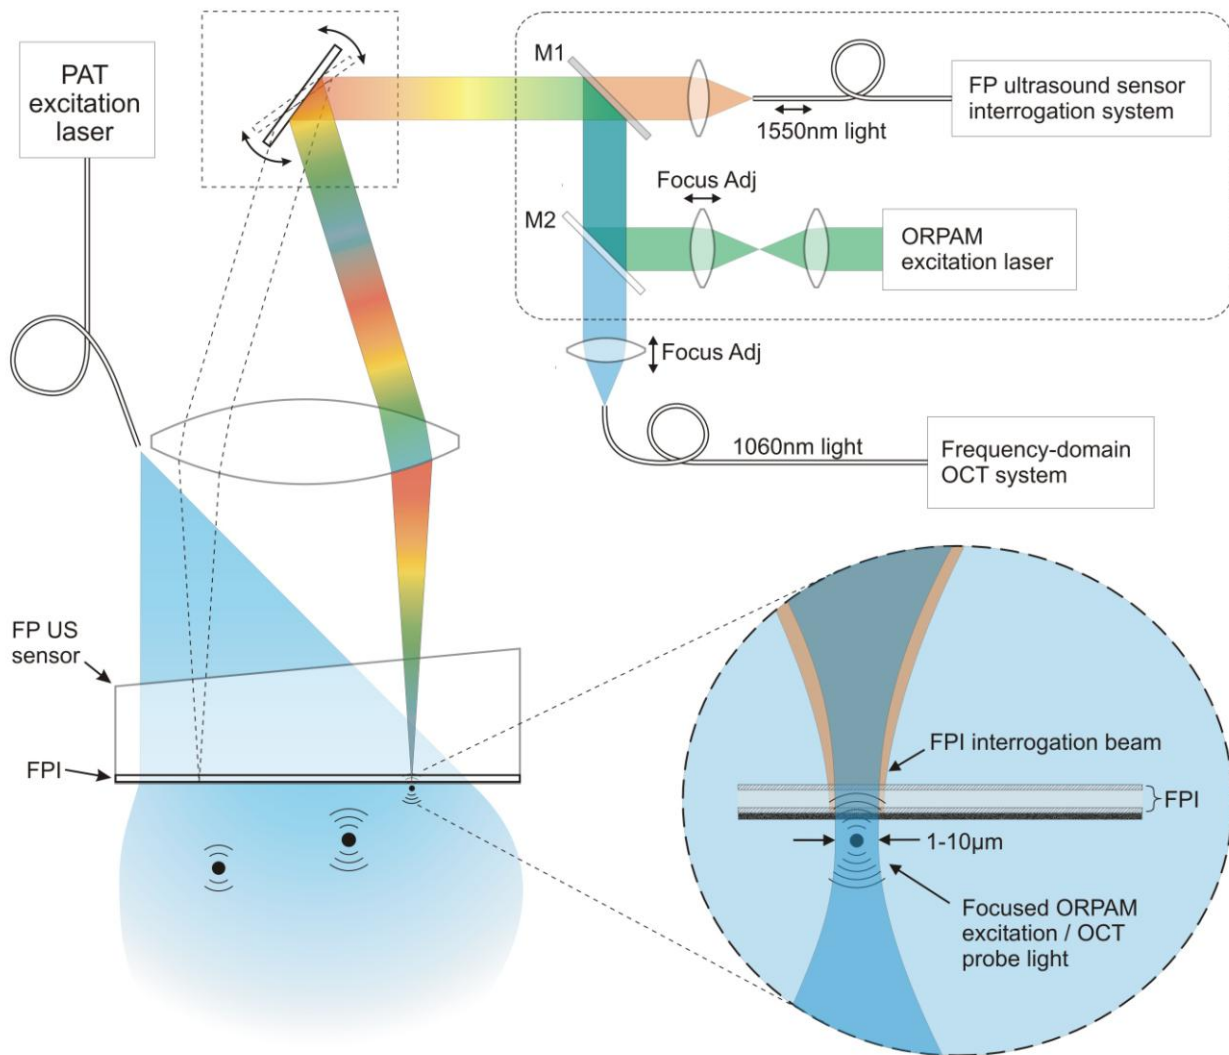 PAT
excitation
laser
M1
1550nm light
FP ultrasound sensor
interrogation system
Focus Adj
M2
ORPAM
excitation laser
Focus Adj
1060nm light
Frequency-domain
OCT system
FP US
sensor
FPI
FPI interrogation beam
FPI
1-10μm
Focused ORPAM
excitation / OCT
probe light